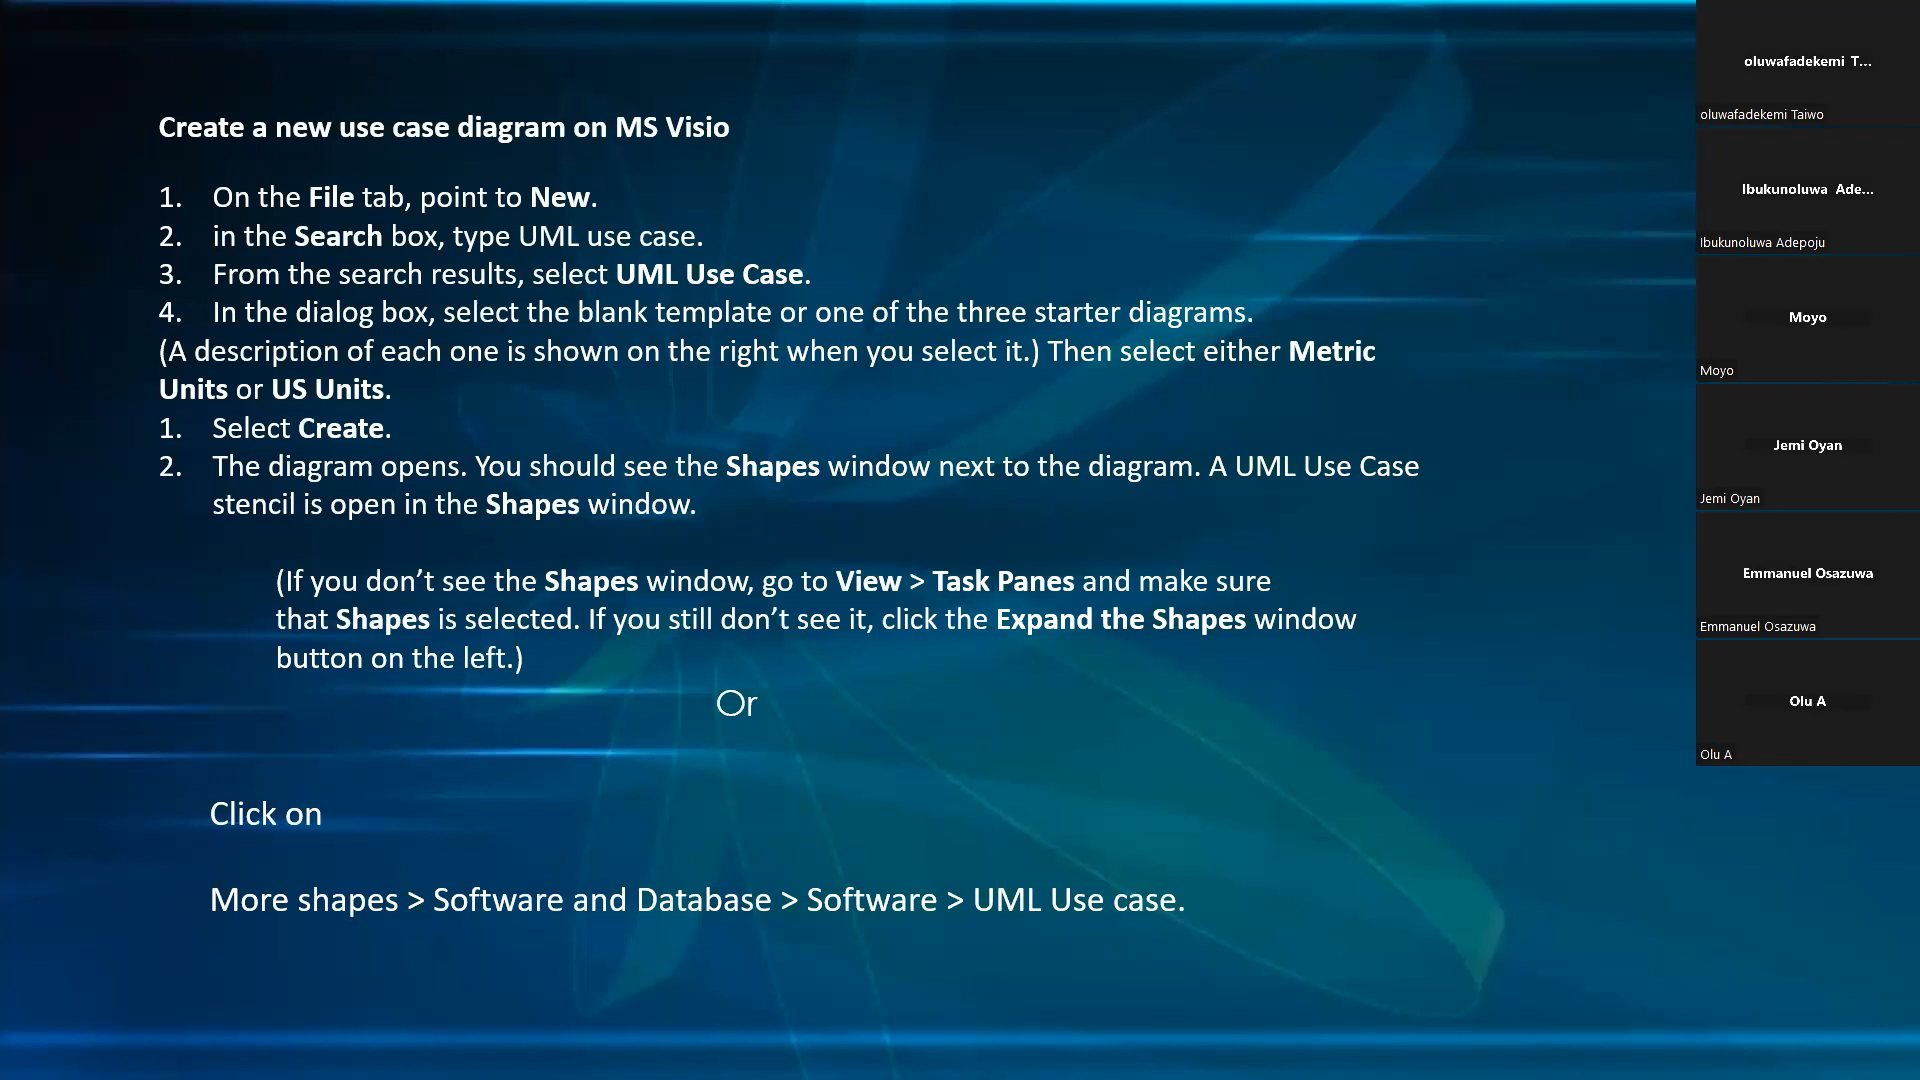 Create a new use case diagram on MS Visio
1. On the File tab, point to New.
2. in the Search box, type UML use case.
3. From the search results, select UML Use Case.
4. In the dialog box, select the blank template or one of the three starter diagrams.
(A description of each one is shown on the right when you select it.) Then select either Metric
Units or US Units.
1. Select Create.
2. The diagram opens. You should see the Shapes window next to the diagram. A UML Use Case
stencil is open in the Shapes window.
(If you don’t see the Shapes window, go to View > Task Panes and make sure
that Shapes is selected. If you still don’t see it, click the Expand the Shapes window
button on the left.)
Or
Click on
More shapes > Software and Database > Software > UML Use case.
oluwafadekemi T...
oluwafadekemi Taiwo
Ibukunoluwa Ade...
Ibukunoluwa Adepoju
Moyo
Moyo
Jemi Oyan
Jemi Oyan
Emmanuel Osazuwa
Emmanuel Osazuwa
Olu A
Olu A